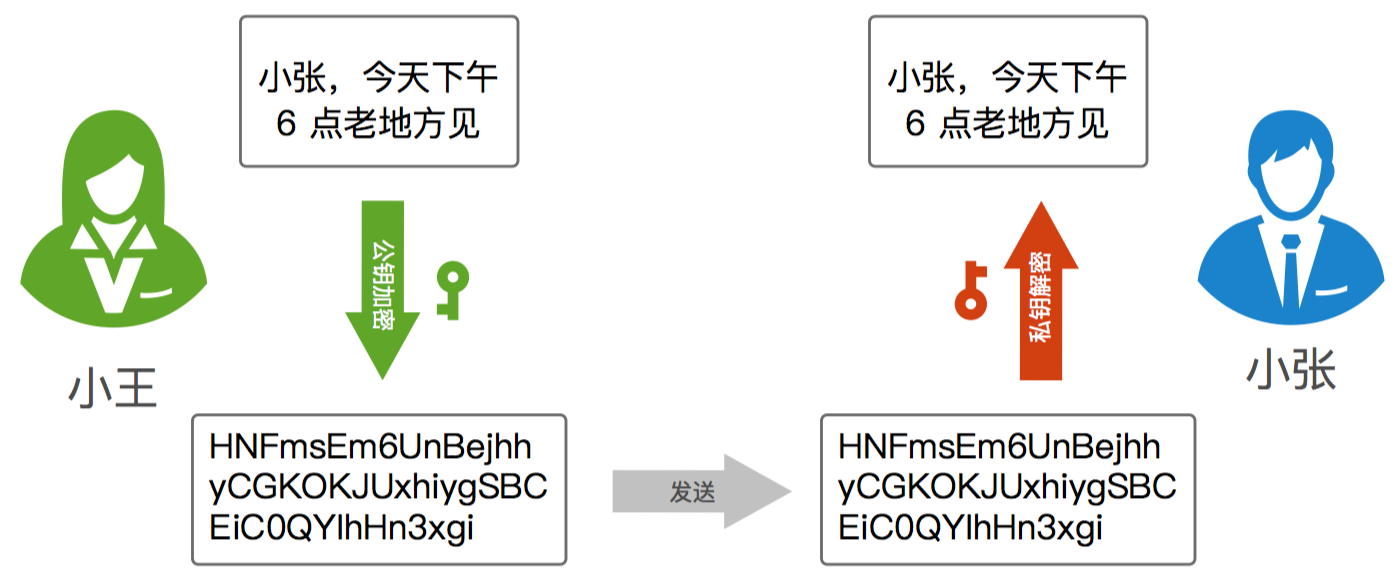 小张，今天下午
6 点老地方见
小张，今天下午
6 点老地方见
公钥加密
私钥解密
小王
小张
HNFmsEm6UnBejhh
yCGKOKJUxhiygSBC
EiC0QYIhHn3xgi
发送
HNFmsEm6UnBejhh
yCGKOKJUxhiygSBC
EiC0QYIhHn3xgi